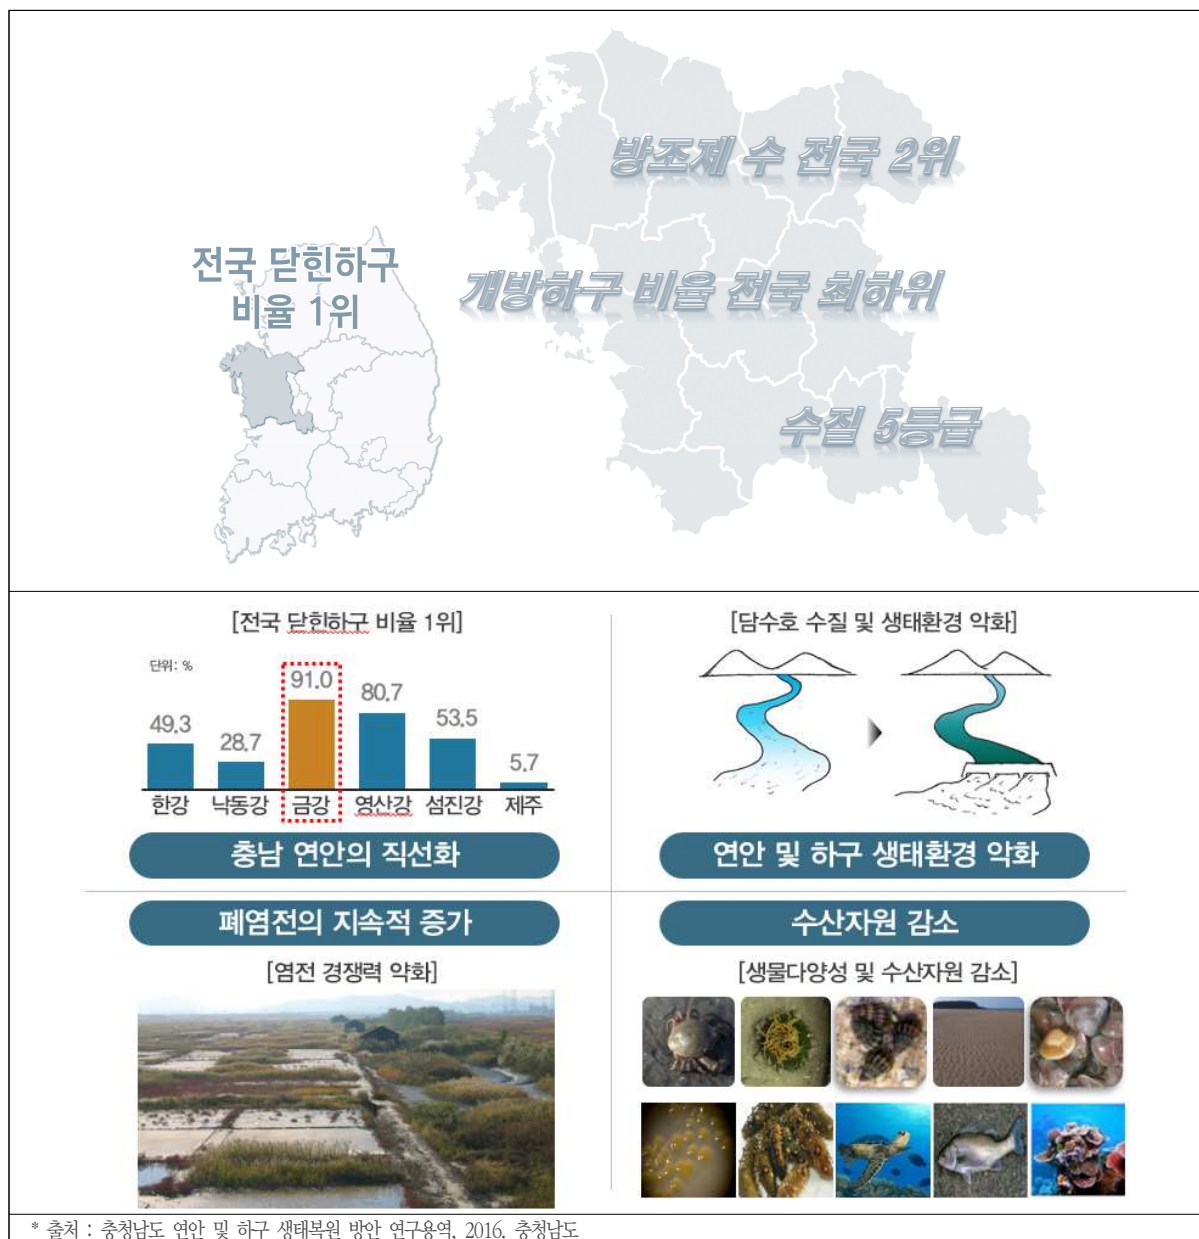 방조제 수 전국 2위
전국 닫힌하구
비율 1위
개방하구 비율 전국 최하위
수질 5등급
[전국 닫힌하구 비율 1위]
단위: %
49.3
28.7
91.0
80.7
53.5
5.7
한강
낙동강
금강
영산강
섬진강
제주
충남 연안의 직선화
[담수호 수질 및 생태환경 악화]
연안 및 하구 생태환경 악화
폐염전의 지속적 증가
[염전 경쟁력 약화]
수산자원 감소
[생물다양성 및 수산자원 감소]
* 출처 : 충청남도 연안 및 하구 생태복원 방안 연구용역, 2016. 충청남도